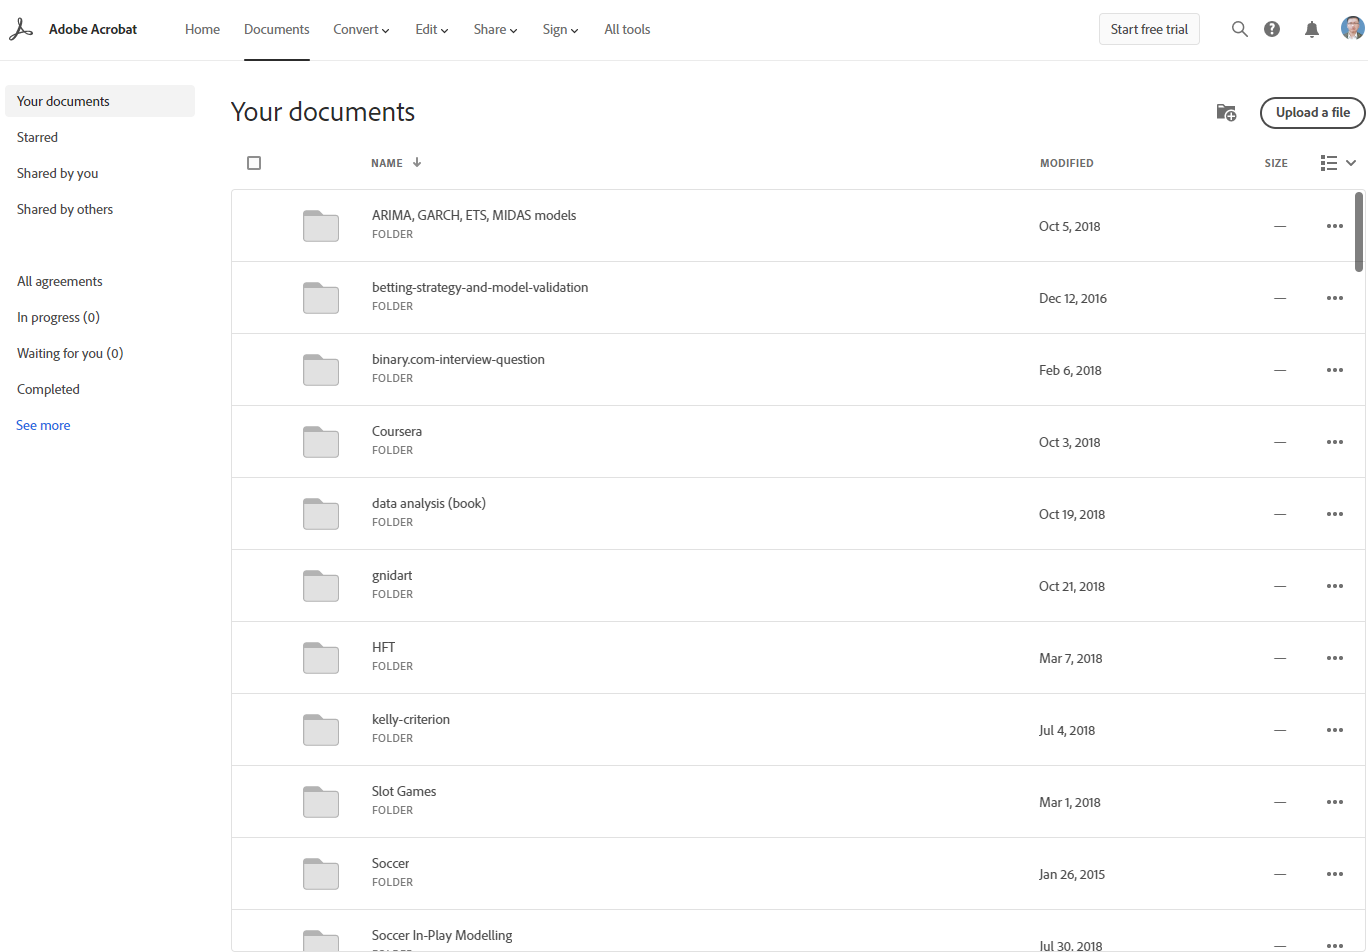 Adobe Acrobat Home Documents Convert Edit Share Sign All tools Start free trial
Your documents
Starred
Shared by you
Shared by others
All agreements
In progress (0)
Waiting for you (0)
Completed
See more
Your documents Upload a file
NAME MODIFIED SIZE
ARIMA, GARCH, ETS, MIDAS models
FOLDER
Oct 5, 2018 —
betting-strategy-and-model-validation
FOLDER
Dec 12, 2016 —
binary.com-interview-question
FOLDER
Feb 6, 2018 —
Coursera
FOLDER
Oct 3, 2018 —
data analysis (book)
FOLDER
Oct 19, 2018 —
gnidart
FOLDER
Oct 21, 2018 —
HFT
FOLDER
Mar 7, 2018 —
kelly-criterion
FOLDER
Jul 4, 2018 —
Slot Games
FOLDER
Mar 1, 2018 —
Soccer
FOLDER
Jan 26, 2015 —
Soccer In-Play Modelling
FOLDER
Jul 30, 2018 —